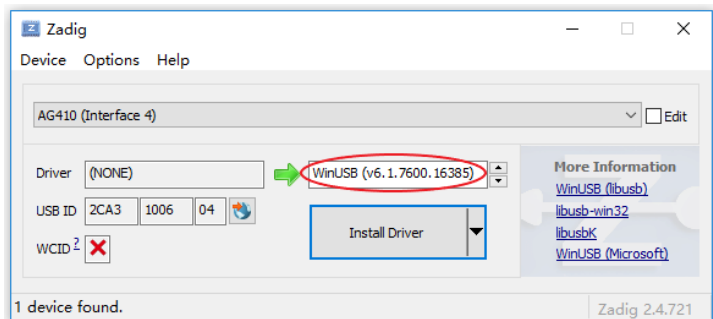 Zadig
Device Options Help
AG410 (Interface 4)
Edit
Driver (NONE) WinUSB (v6.1.7600.16385)
USB ID 2CA3 1006 04
WCID ?
Install Driver
More Information
WinUSB (libusb)
libusb-win32
libusbK
WinUSB (Microsoft)
1 device found.
Zadig 2.4.721